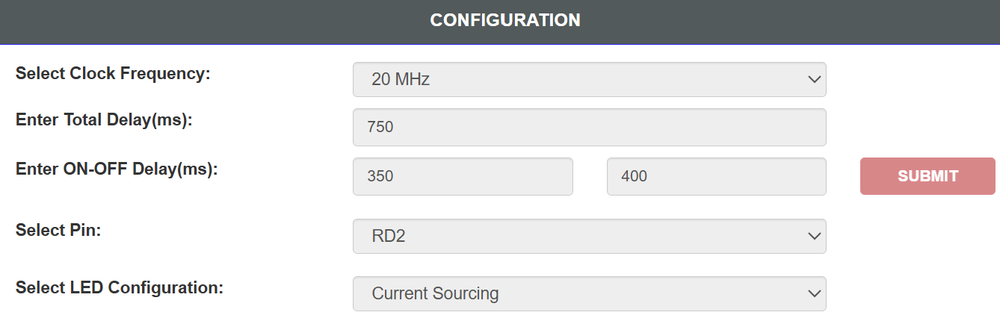 CONFIGURATION
Select Clock Frequency: 20 MHz
Enter Total Delay(ms): 750
Enter ON-OFF Delay(ms): 350 400 SUBMIT
Select Pin: RD2
Select LED Configuration: Current Sourcing